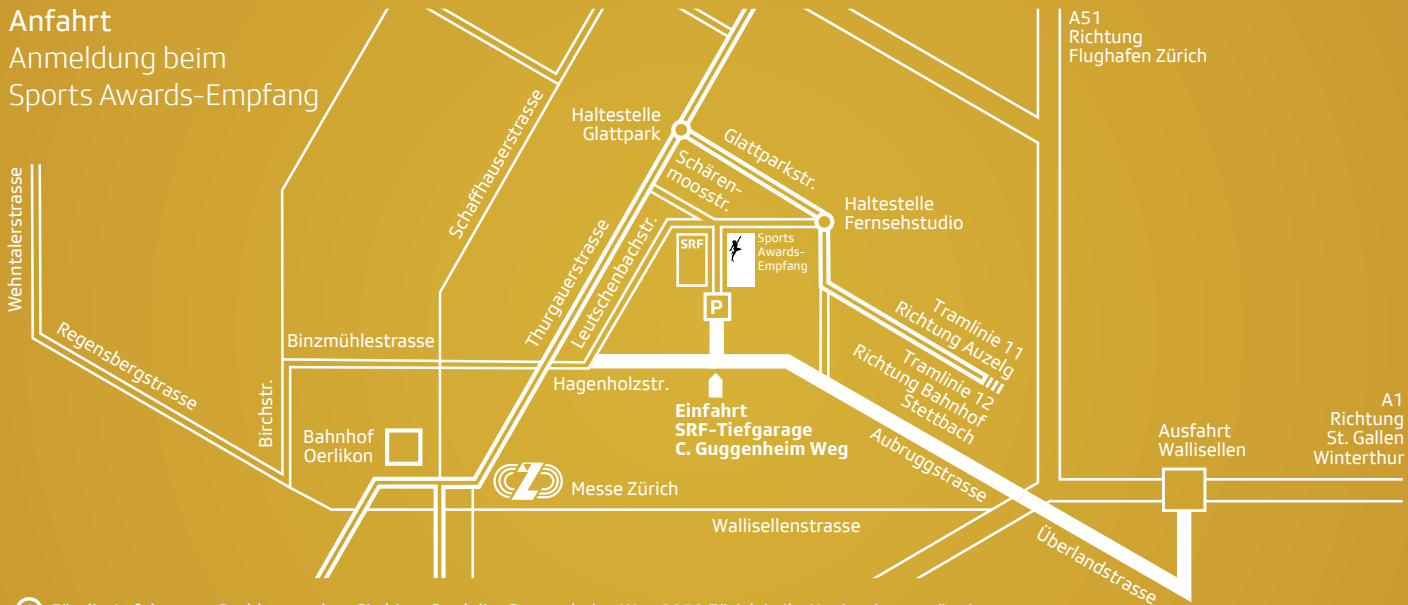 Anfahrt
Anmeldung beim
Sports Awards-Empfang
A51
Richtung
Flughafen Zürich
Haltestelle
Glattpark
Glattparkstr.
Schären-
moosstr.
Schaffhauserstrasse
Wehntalerstrasse
Haltestelle
Fernsehstudio
SRF
Sports
Awards-
Empfang
P
Thurgauerstrasse
Leutschenbachstr.
Tramlinie 11
Richtung Auzelg
Tramlinie 12
Richtung Bahnhof
Stettbach
Regensbergstrasse
Binzmühlestrasse
Birchstr.
Hagenholzstr.
Einfahrt
SRF-Tiefgarage
C. Guggenheim Weg
Aubruggstrasse
Bahnhof
Oerlikon
Messe Zürich
Wallisellenstrasse
Ausfahrt
Wallisellen
A1
Richtung
St. Gallen
Winterthur
Überlandstrasse